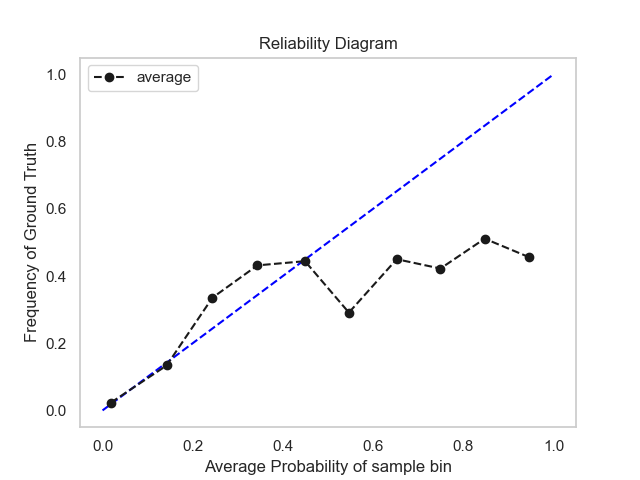 Reliability Diagram
average
1.0
0.8
0.6
0.4
0.2
0.0
Frequency of Ground Truth
0.0 0.2 0.4 0.6 0.8 1.0
Average Probability of sample bin